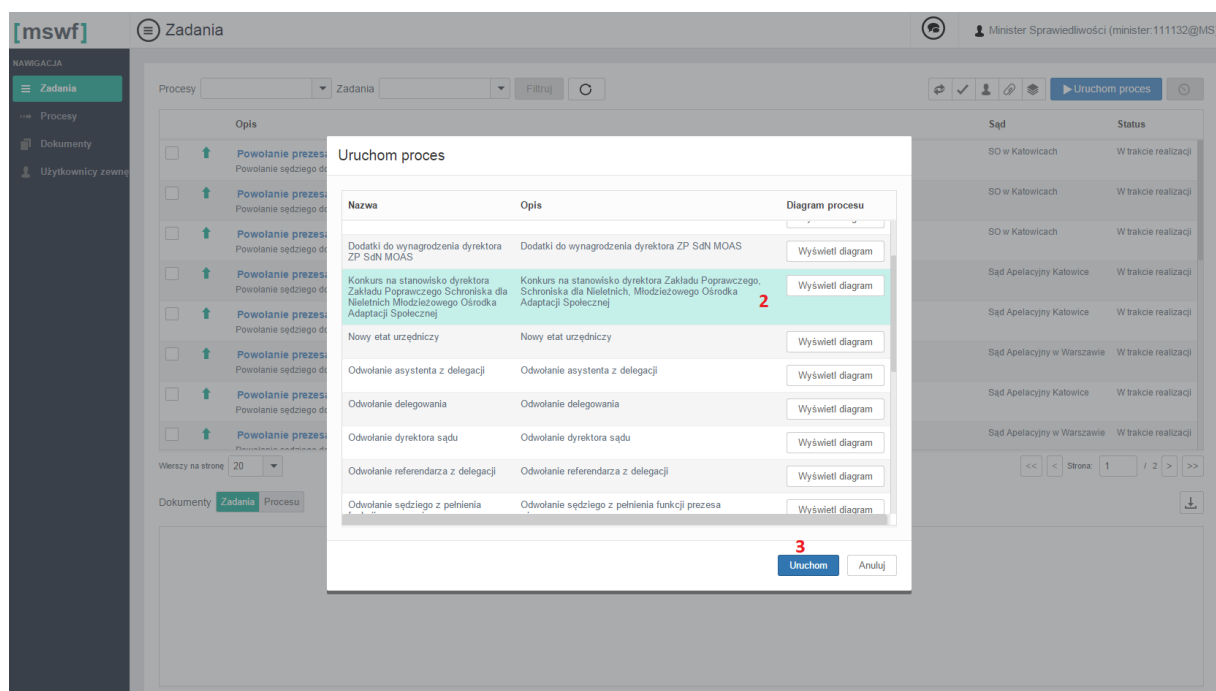 [mswf]
Zadania
Minister Sprawiedliwości (minister.111132@MS
NAWIGACJA
Zadania
Procesy
Dokumenty
Użytkownicy zewnę
Procesy
Zadania
Filtruj
Uruchom proces
Opis
Sąd
Status
Powołanie prezesa
Powołanie sędziego do
SO w Katowicach
W trakcie realizacji
Powołanie prezesa
Powołanie sędziego do
SO w Katowicach
W trakcie realizacji
Powołanie prezesa
Powołanie sędziego do
SO w Katowicach
W trakcie realizacji
Powołanie prezesa
Powołanie sędziego do
Sąd Apelacyjny Katowice
W trakcie realizacji
Powołanie prezesa
Powołanie sędziego do
Sąd Apelacyjny Katowice
W trakcie realizacji
Powołanie prezesa
Powołanie sędziego do
Sąd Apelacyjny w Warszawie
W trakcie realizacji
Powołanie prezesa
Powołanie sędziego do
Sąd Apelacyjny Katowice
W trakcie realizacji
Powołanie prezesa
Sąd Apelacyjny w Warszawie
W trakcie realizacji
Wierszy na stronę 20
<< < Strona: 1 / 2 > >>
Dokumenty Zadania Procesu
Uruchom proces
Nazwa
Opis
Diagram procesu
Dodatki do wynagrodzenia dyrektora
ZP SdN MOAS
Dodatki do wynagrodzenia dyrektora ZP SdN MOAS
Wyświetl diagram
Konkurs na stanowisko dyrektora
Zakładu Poprawczego Schroniska dla
Nieletnich Młodzieżowego Ośrodka
Adaptacji Społecznej
Konkurs na stanowisko dyrektora Zakładu Poprawczego,
Schroniska dla Nieletnich, Młodzieżowego Ośrodka
Adaptacji Społecznej
2
Wyświetl diagram
Nowy etat urzędniczy
Nowy etat urzędniczy
Wyświetl diagram
Odwołanie asystenta z delegacji
Odwołanie asystenta z delegacji
Wyświetl diagram
Odwołanie delegowania
Odwołanie delegowania
Wyświetl diagram
Odwołanie dyrektora sądu
Odwołanie dyrektora sądu
Wyświetl diagram
Odwołanie referendarza z delegacji
Odwołanie referendarza z delegacji
Wyświetl diagram
Odwołanie sędziego z pełnienia
Odwołanie sędziego z pełnienia funkcji prezesa
Wyświetl diagram
3
Uruchom
Anuluj